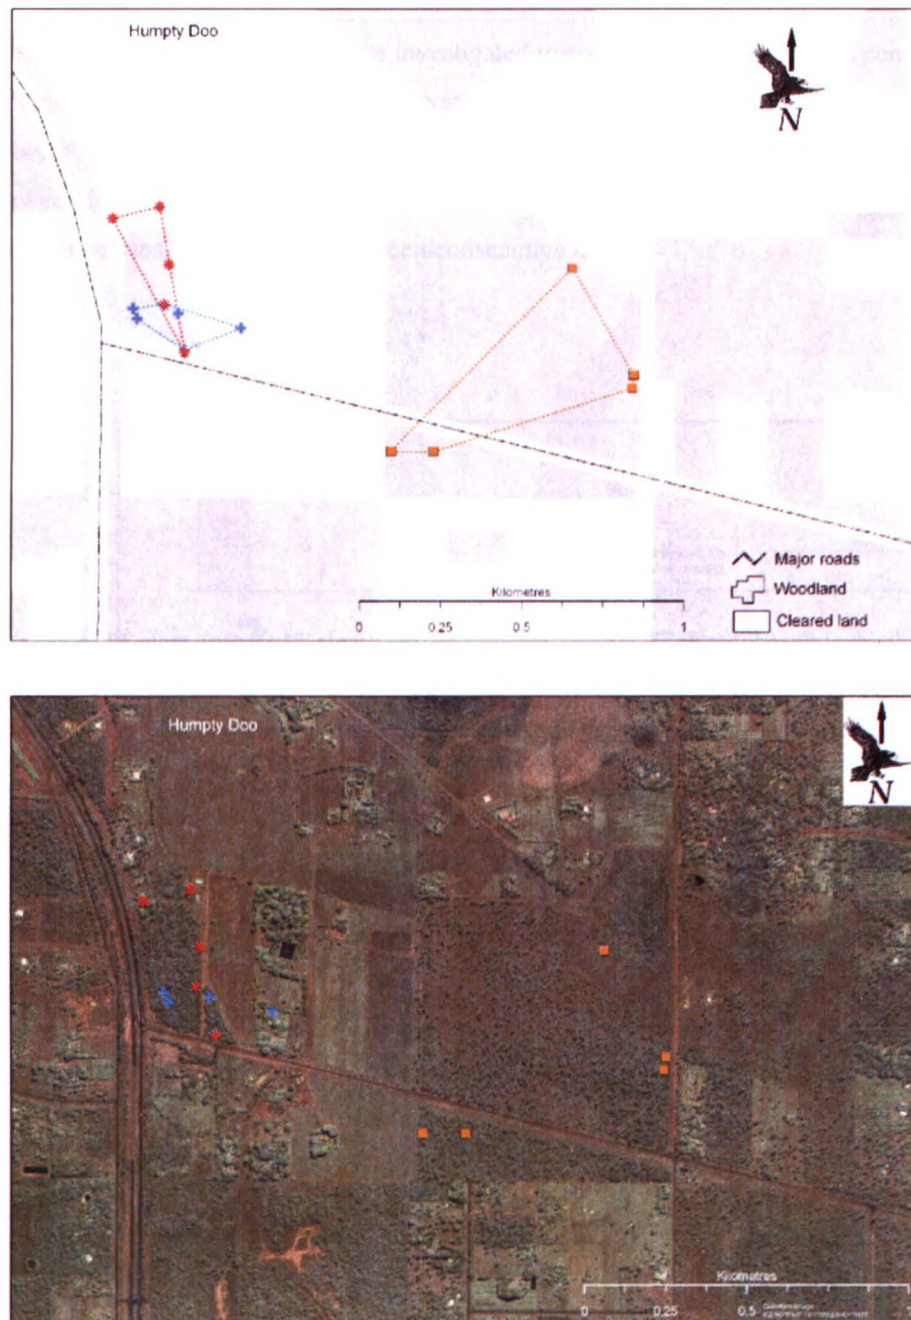 Humpty Doo
N
Major roads
Woodland
Cleared land
Kilometres
0 0.25 0.5 1
Humpty Doo
N
Kilometres
0 0.25 0.5